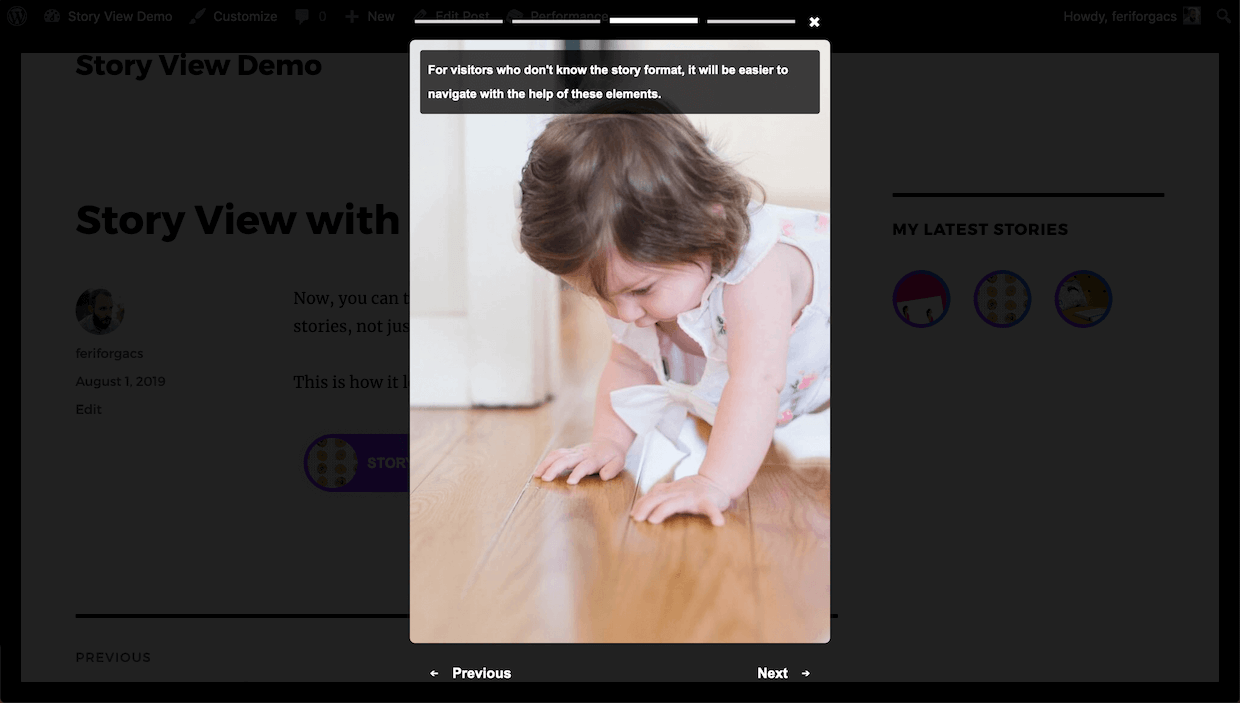 Story View Demo
Customize
0
New
Edit Post
Performance
Howdy, feriforgacs
Story View Demo
For visitors who don't know the story format, it will be easier to
navigate with the help of these elements.
Story View with
MY LATEST STORIES
Now, you can t
stories, not jus
feriforgacs
August 1, 2019
This is how it l
Edit
STORY
PREVIOUS
Previous
Next